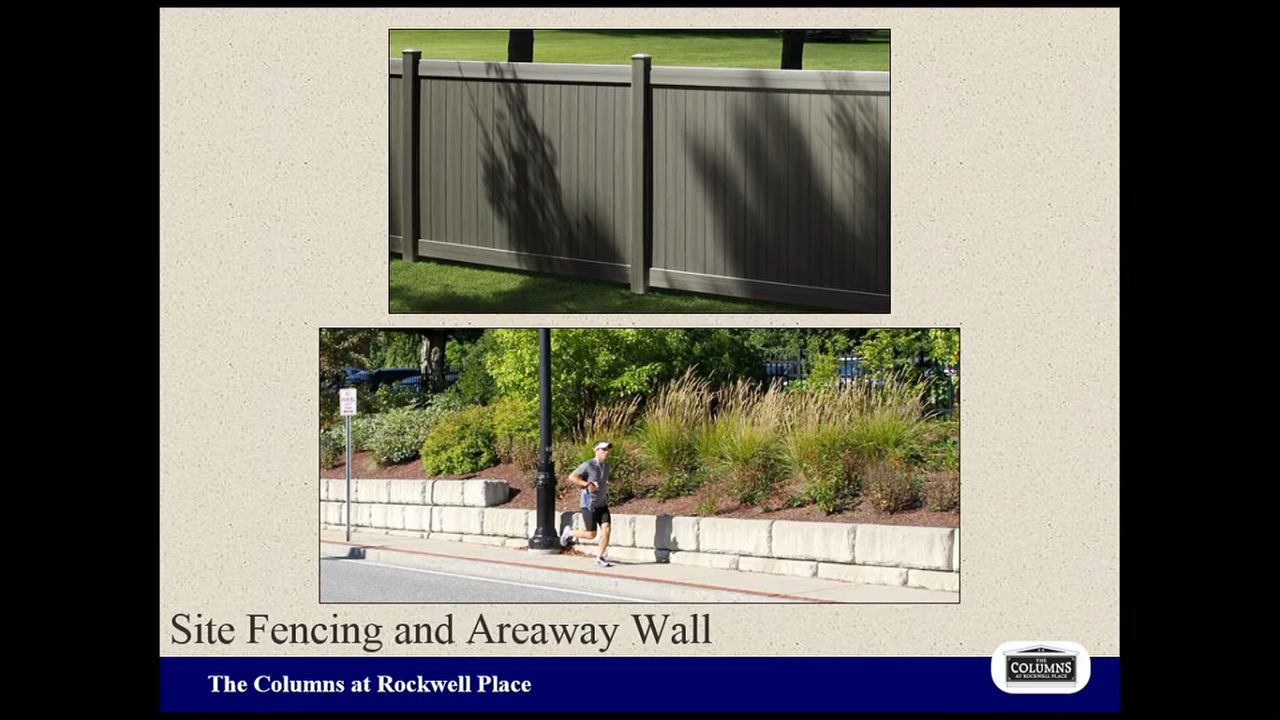 Site Fencing and Areaway Wall
The Columns at Rockwell Place
THE
COLUMNS
AT ROCKWELL PLACE